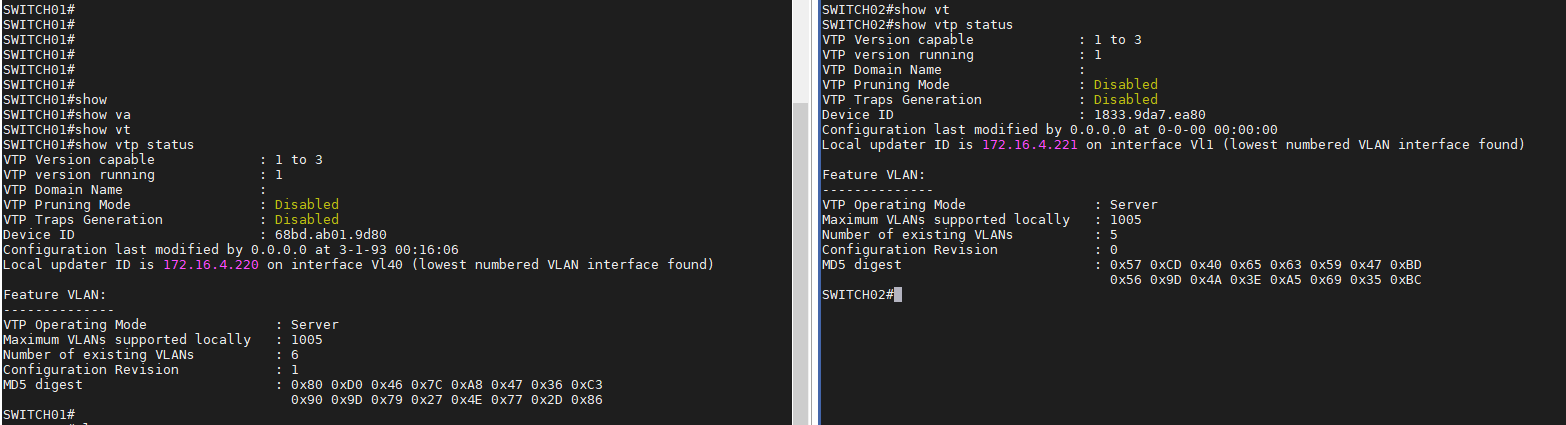 SWITCH01#
SWITCH01#
SWITCH01#
SWITCH01#
SWITCH01#
SWITCH01#
SWITCH01#show
SWITCH01#show va
SWITCH01#show vt
SWITCH01#show vtp status
VTP Version capable : 1 to 3
VTP version running : 1
VTP Domain Name :
VTP Pruning Mode : Disabled
VTP Traps Generation : Disabled
Device ID : 68bd.ab01.9d80
Configuration last modified by 0.0.0.0 at 3-1-93 00:16:06
Local updater ID is 172.16.4.220 on interface Vl40 (lowest numbered VLAN interface found)

Feature VLAN:
--------------
VTP Operating Mode : Server
Maximum VLANs supported locally : 1005
Number of existing VLANs : 6
Configuration Revision : 1
MD5 digest : 0x80 0xD0 0x46 0x7C 0xA8 0x47 0x36 0xC3
0x90 0x9D 0x79 0x27 0x4E 0x77 0x2D 0x86
SWITCH01#
SWITCH02#show vt
SWITCH02#show vtp status
VTP Version capable : 1 to 3
VTP version running : 1
VTP Domain Name :
VTP Pruning Mode : Disabled
VTP Traps Generation : Disabled
Device ID : 1833.9da7.ea80
Configuration last modified by 0.0.0.0 at 0-0-00 00:00:00
Local updater ID is 172.16.4.221 on interface Vl1 (lowest numbered VLAN interface found)

Feature VLAN:
--------------
VTP Operating Mode : Server
Maximum VLANs supported locally : 1005
Number of existing VLANs : 5
Configuration Revision : 0
MD5 digest : 0x57 0xCD 0x40 0x65 0x63 0x59 0x47 0xBD
0x56 0x9D 0x4A 0x3E 0xA5 0x69 0x35 0xBC
SWITCH02#